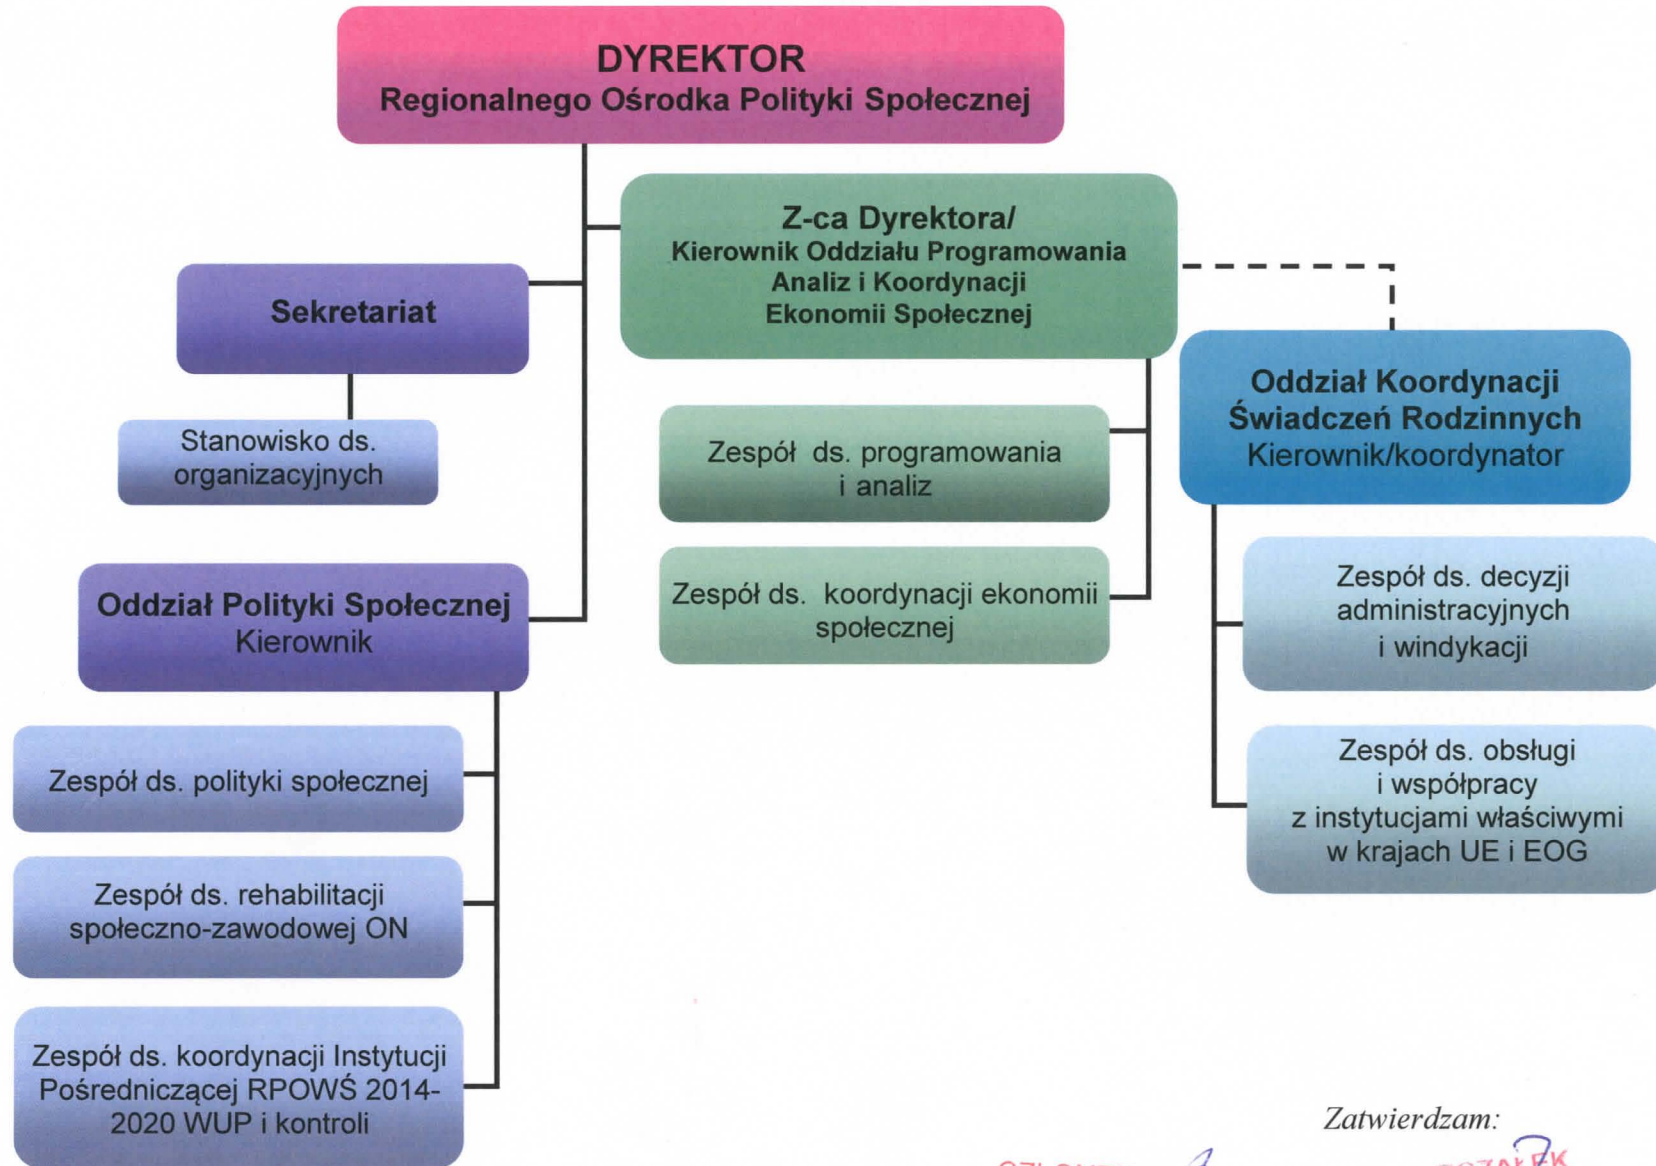 DYREKTOR
Regionalnego Ośrodka Polityki Społecznej
Z-ca Dyrektora/
Kierownik Oddziału Programowania
Analiz i Koordynacji
Ekonomii Społecznej
Sekretariat
Stanowisko ds.
organizacyjnych
Oddział Koordynacji
Świadczeń Rodzinnych
Kierownik/koordynator
Zespół ds. programowania
i analiz
Zespół ds. koordynacji ekonomii
społecznej
Zespół ds. decyzji
administracyjnych
i windykacji
Zespół ds. obsługi
i współpracy
z instytucjami właściwymi
w krajach UE i EOG
Oddział Polityki Społecznej
Kierownik
Zespół ds. polityki społecznej
Zespół ds. rehabilitacji
społeczno-zawodowej ON
Zespół ds. koordynacji Instytucji
Pośredniczącej RPOWŚ 2014-
2020 WUP i kontroli
Zatwierdzam: